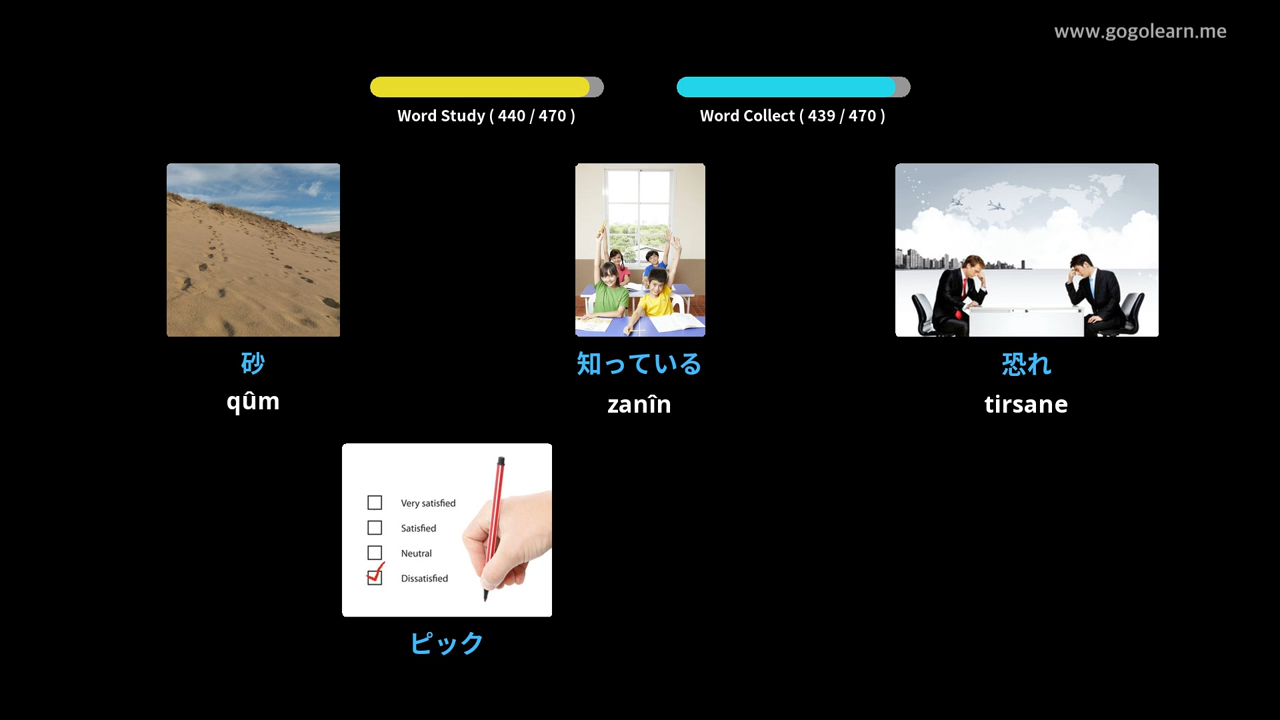 www.gogolearn.me
Word Study ( 440 / 470 )
Word Collect ( 439 / 470 )
砂
知っている
恐れ
qûm
zanîn
tirsane
Very satisfied
Satisfied
Neutral
Dissatisfied
ピック